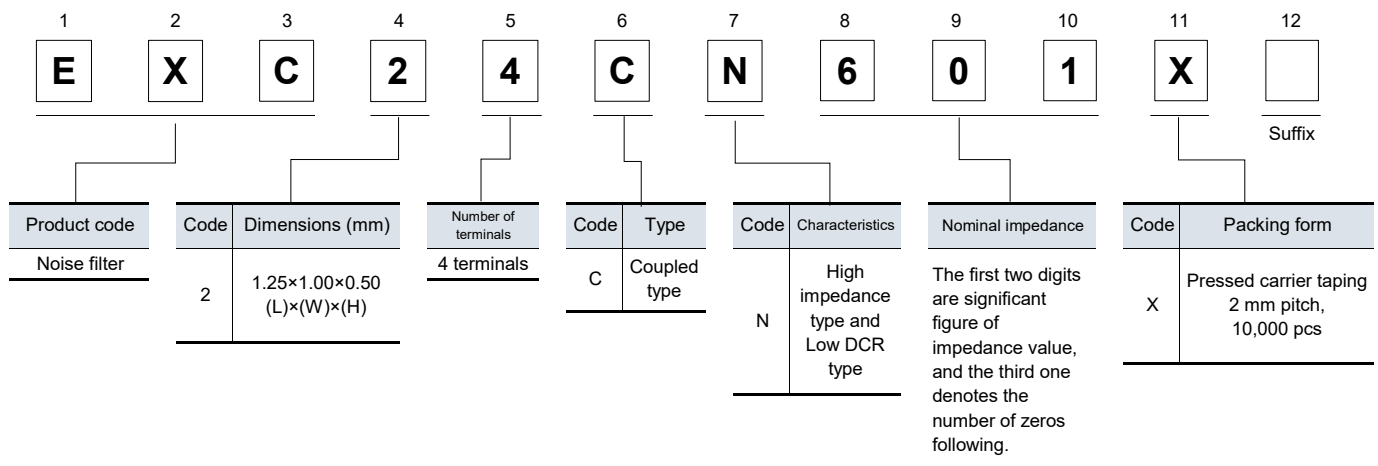 1 2 3 4 5 6 7 8 9 10 11 12
E X C 2 4 C N 6 0 1 X
Suffix
Product code
Noise filter
Code Dimensions (mm)
2 1.25×1.00×0.50
(L)×(W)×(H)
Number of
terminals
4 terminals
Code Type
C Coupled
type
Code Characteristics
N High
impedance
type and
Low DCR
type
Nominal impedance
The first two digits
are significant
figure of
impedance value,
and the third one
denotes the
number of zeros
following.
Code Packing form
X Pressed carrier taping
2 mm pitch,
10,000 pcs